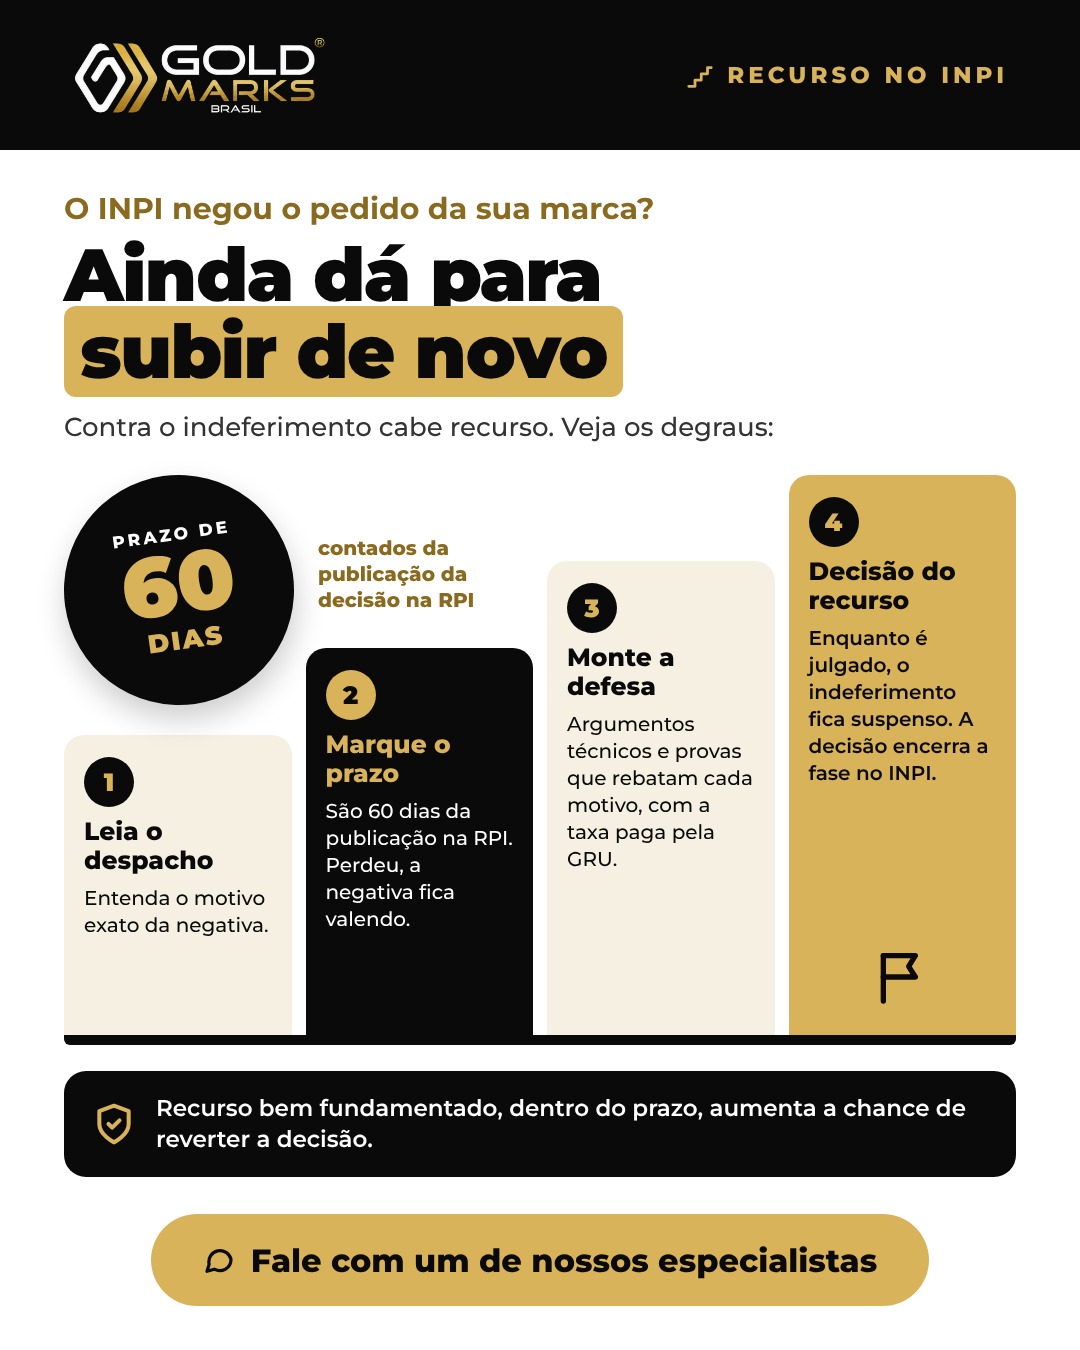 GOLD®
MARKS
BRASIL
RECURSO NO INPI
O INPI negou o pedido da sua marca?
Ainda dá para
subir de novo
Contra o indeferimento cabe recurso. Veja os degraus:
PRAZO DE
60
DIAS
contados da
publicação da
decisão na RPI
1
Leia o
despacho
Entenda o motivo
exato da negativa.
2
Marque o
prazo
São 60 dias da
publicação na RPI.
Perdeu, a
negativa fica
valendo.
3
Monte a
defesa
Argumentos
técnicos e provas
que rebatam cada
motivo, com a
taxa paga pela
GRU.
4
Decisão do
recurso
Enquanto é
julgado, o
indeferimento
fica suspenso. A
decisão encerra a
fase no INPI.
Recurso bem fundamentado, dentro do prazo, aumenta a chance de
reverter a decisão.
Fale com um de nossos especialistas